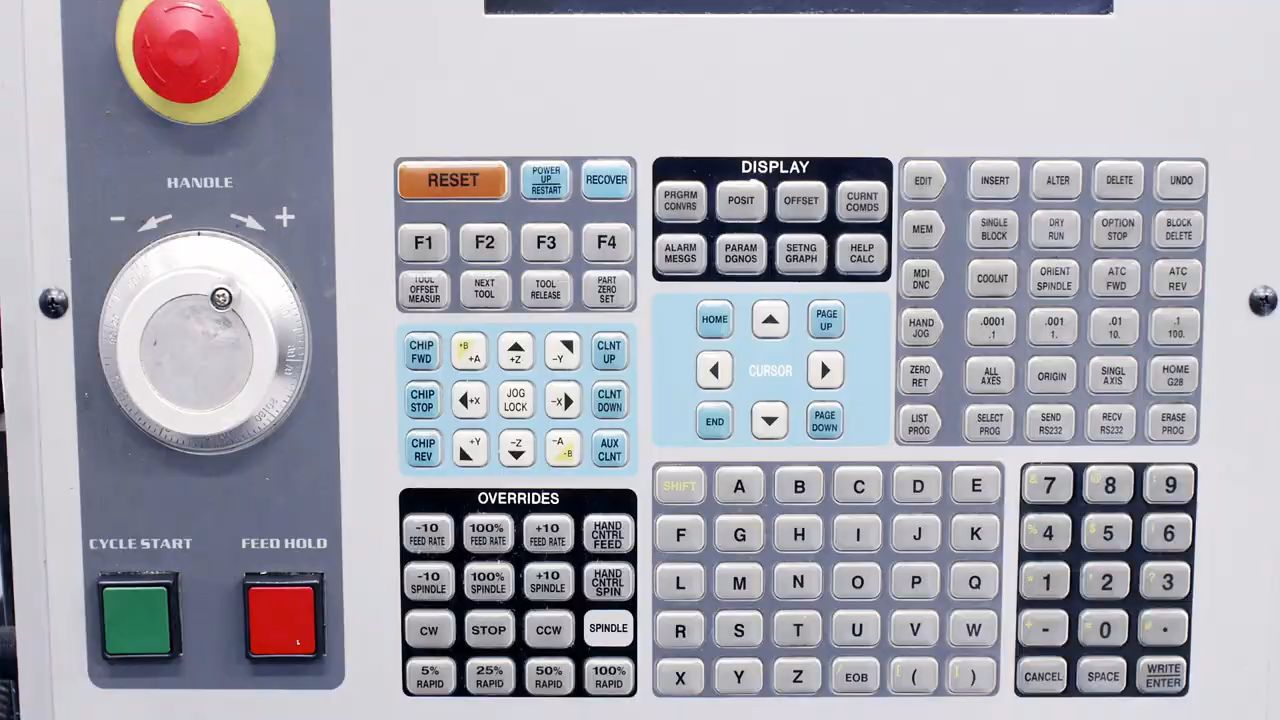 HANDLE
- +
CYCLE START
FEED HOLD
RESET
POWER
UP
RESTART
RECOVER
F1
F2
F3
F4
TOOL
OFFSET
MEASUR
NEXT
TOOL
TOOL
RELEASE
PART
ZERO
SET
CHIP
FWD
+B
+A
+Z
-Y
CLNT
UP
CHIP
STOP
+X
JOG
LOCK
-X
CLNT
DOWN
CHIP
REV
+Y
-Z
-A
-B
AUX
CLNT
OVERRIDES
-10
FEED RATE
100%
FEED RATE
+10
FEED RATE
HAND
CNTRL
FEED
-10
SPINDLE
100%
SPINDLE
+10
SPINDLE
HAND
CNTRL
SPIN
CW
STOP
CCW
SPINDLE
5%
RAPID
25%
RAPID
50%
RAPID
100%
RAPID
DISPLAY
PRGRM
CONVRS
POSIT
OFFSET
CURNT
COMDS
ALARM
MESGS
PARAM
DGNOS
SETNG
GRAPH
HELP
CALC
HOME
PAGE
UP
CURSOR
END
PAGE
DOWN
EDIT
INSERT
ALTER
DELETE
UNDO
MEM
SINGLE
BLOCK
DRY
RUN
OPTION
STOP
BLOCK
DELETE
MDI
DNC
COOLNT
ORIENT
SPINDLE
ATC
FWD
ATC
REV
HAND
JOG
.0001
.1
.001
1.
.01
10.
.1
100.
ZERO
RET
ALL
AXES
ORIGIN
SINGL
AXIS
HOME
G28
LIST
PROG
SELECT
PROG
SEND
RS232
RECV
RS232
ERASE
PROG
SHIFT
A
B
C
D
E
F
G
H
I
J
K
L
M
N
O
P
Q
R
S
T
U
V
W
X
Y
Z
EOB
(
)
7
8
9
4
5
6
1
2
3
-
0
.
CANCEL
SPACE
WRITE
ENTER